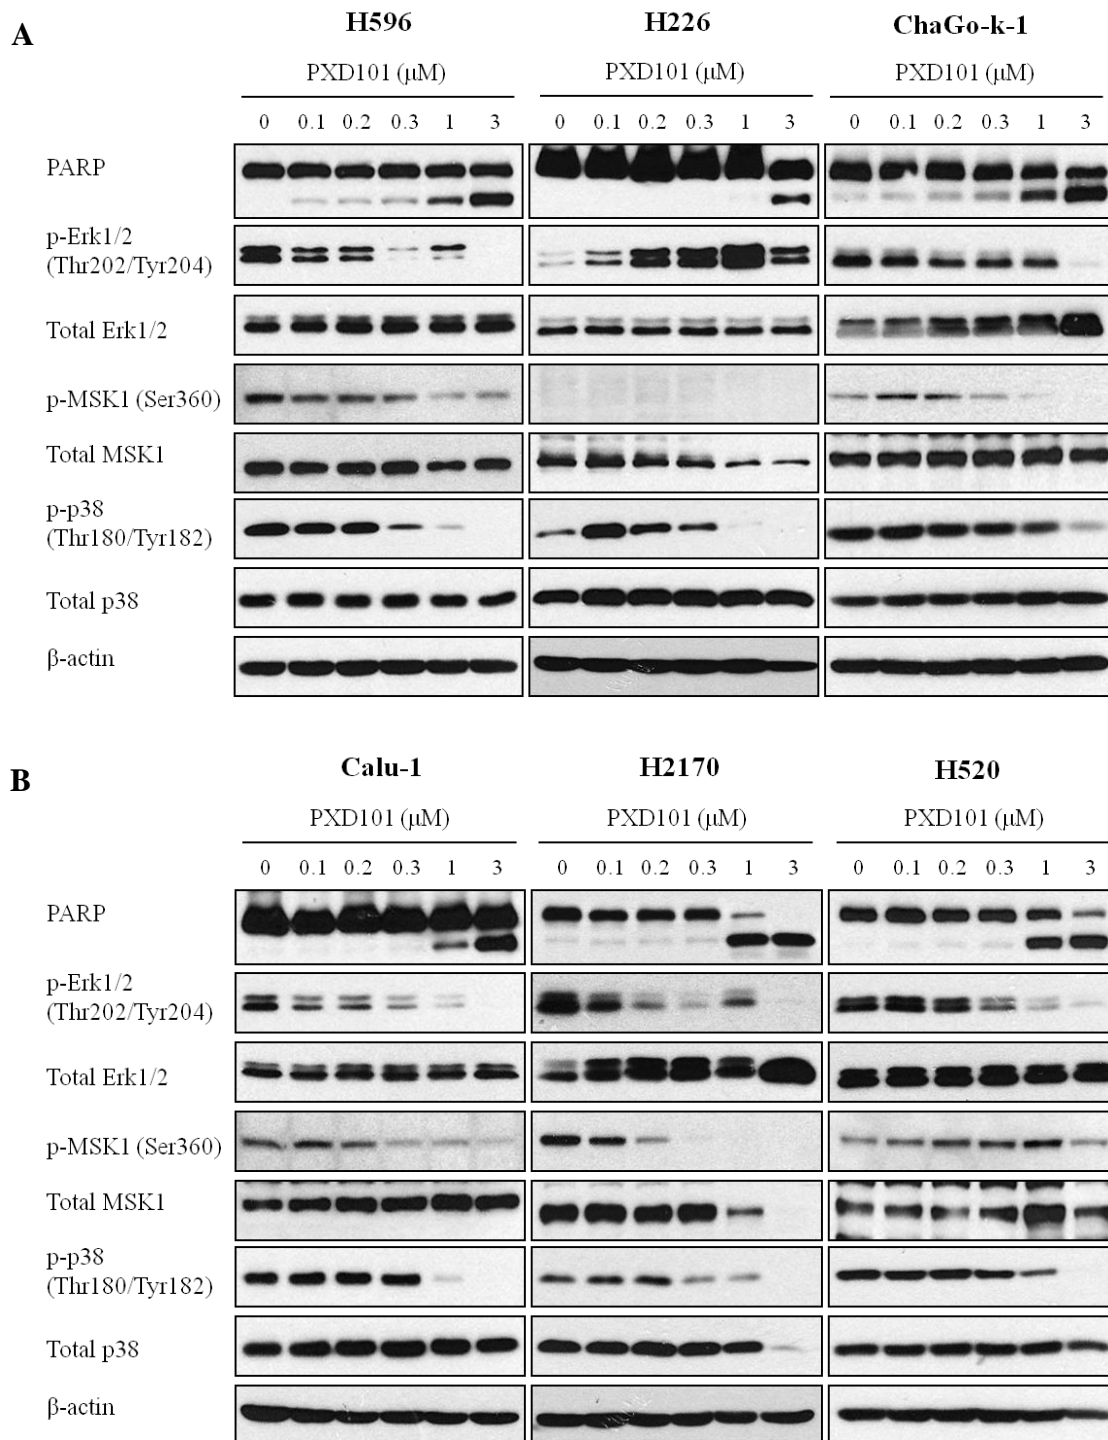 A
H596 H226 ChaGo-k-1
PXD101 (μM) PXD101 (μM) PXD101 (μM)
0 0.1 0.2 0.3 1 3 0 0.1 0.2 0.3 1 3 0 0.1 0.2 0.3 1 3
PARP
p-Erk1/2
(Thr202/Tyr204)
Total Erk1/2
p-MSK1 (Ser360)
Total MSK1
p-p38
(Thr180/Tyr182)
Total p38
β-actin
B
Calu-1 H2170 H520
PXD101 (μM) PXD101 (μM) PXD101 (μM)
0 0.1 0.2 0.3 1 3 0 0.1 0.2 0.3 1 3 0 0.1 0.2 0.3 1 3
PARP
p-Erk1/2
(Thr202/Tyr204)
Total Erk1/2
p-MSK1 (Ser360)
Total MSK1
p-p38
(Thr180/Tyr182)
Total p38
β-actin